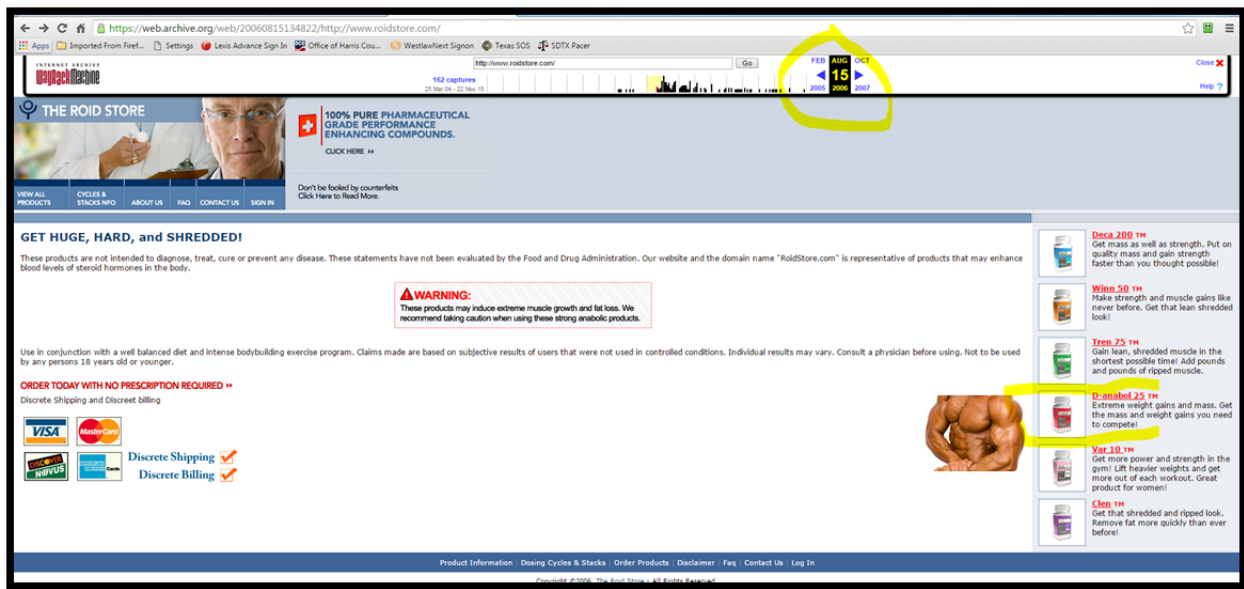 https://web.archive.org/web/20060815134822/http://www.roidstore.com/
Apps Imported From Firef... Settings Lexis Advance Sign In Office of Harris Cou... WestlawNext Signon Texas SOS SDTX Pacer
INTERNET ARCHIVE
WayBackMachine
http://www.roidstore.com/ Go
FEB AUG OCT
Close
152 captures
25 Mar 04 - 22 Nov 15
15
2005 2006 2007
Help ?
THE ROID STORE
100% PURE PHARMACEUTICAL
GRADE PERFORMANCE
ENHANCING COMPOUNDS.
CLICK HERE
Don't be fooled by counterfeits
Click Here to Read More.
VIEW ALL PRODUCTS
CYCLES & STACKS NFO
ABOUT US
FAQ
CONTACT US
SIGN IN
GET HUGE, HARD, and SHREDDED!
These products are not intended to diagnose, treat, cure or prevent any disease. These statements have not been evaluated by the Food and Drug Administration. Our website and the domain name "RoidStore.com" is representative of products that may enhance
blood levels of steroid hormones in the body.
WARNING:
These products may induce extreme muscle growth and fat loss. We
recommend taking caution when using these strong anabolic products.
Use in conjunction with a well balanced diet and intense bodybuilding exercise program. Claims made are based on subjective results of users that were not used in controlled conditions. Individual results may vary. Consult a physician before using. Not to be used
by any persons 18 years old or younger.
ORDER TODAY WITH NO PRESCRIPTION REQUIRED
Discrete Shipping and Discreet billing
VISA MasterCard
DISCOVER NOVUS
Cards
Discrete Shipping
Discrete Billing
Deca 200 TM
Get mass as well as strength. Put on
quality mass and gain strength
faster than you thought possible!
Winn 50 TM
Make strength and muscle gains like
never before. Get that lean shredded
look!
Tren 75 TM
Gain lean, shredded muscle in the
shortest possible time! Add pounds
and pounds of ripped muscle.
D-anabol 25 TM
Extreme weight gains and mass. Get
the mass and weight gains you need
to compete!
Var 10 TM
Get more power and strength in the
gym! Lift heavier weights and get
more out of each workout. Great
product for women!
Clen TM
Get that shredded and ripped look.
Remove fat more quickly than ever
before!
Product Information | Dosing Cycles & Stacks | Order Products | Disclaimer | Faq | Contact Us | Log In
Copyright ©2006, The Roid Store - All Rights Reserved